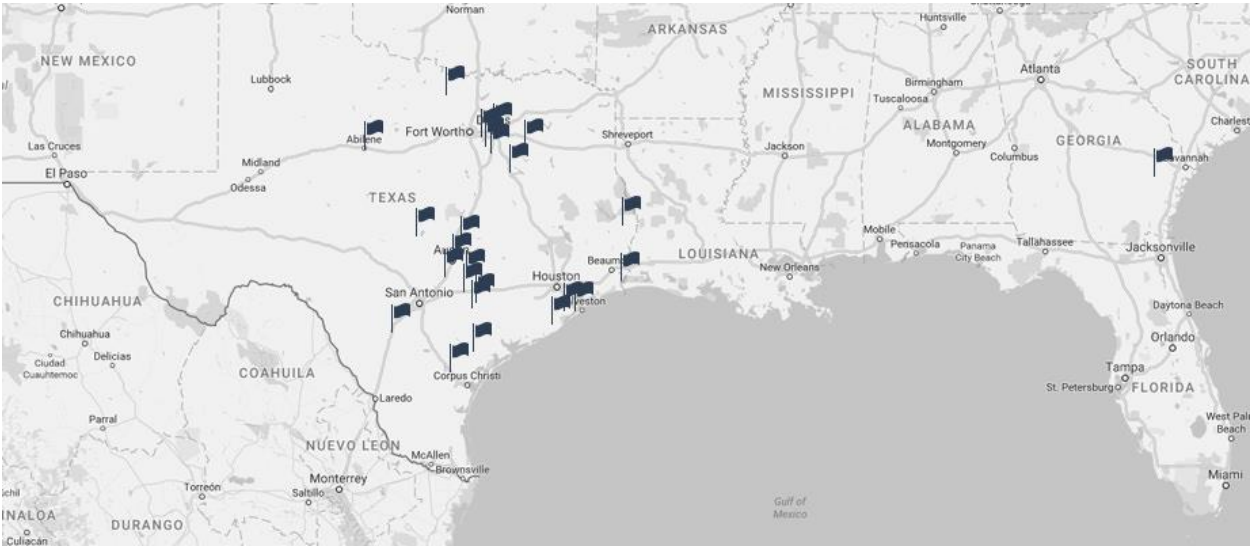 Norman
Huntsville
ARKANSAS
NEW MEXICO
Atlanta
SOUTH
CAROLINA
Lubbock
Birmingham
MISSISSIPPI
Tuscaloosa
Fort Worth
Abilene
ALABAMA
Shreveport
Las Cruces
Jackson
Montgomery
GEORGIA
Columbus
Midland
El Paso
Odessa
TEXAS
Mobile
Pensacola
Panama
City Beach
Tallahassee
Jacksonville
LOUISIANA
Houston
New Orleans
San Antonio
CHIHUAHUA
Daytona Beach
Chihuahua
Delicias
Ciudad
Cuauhtemoc
COAHUILA
Orlando
Corpus Christi
Tampa
St. Petersburg
FLORIDA
Laredo
Parral
West Pal
Beach
NUEVO LEON
McAllen
Brownsville
Monterrey
Torreón
Saltillo
Miami
Gulf of
Mexico
DURANGO
Culiacán